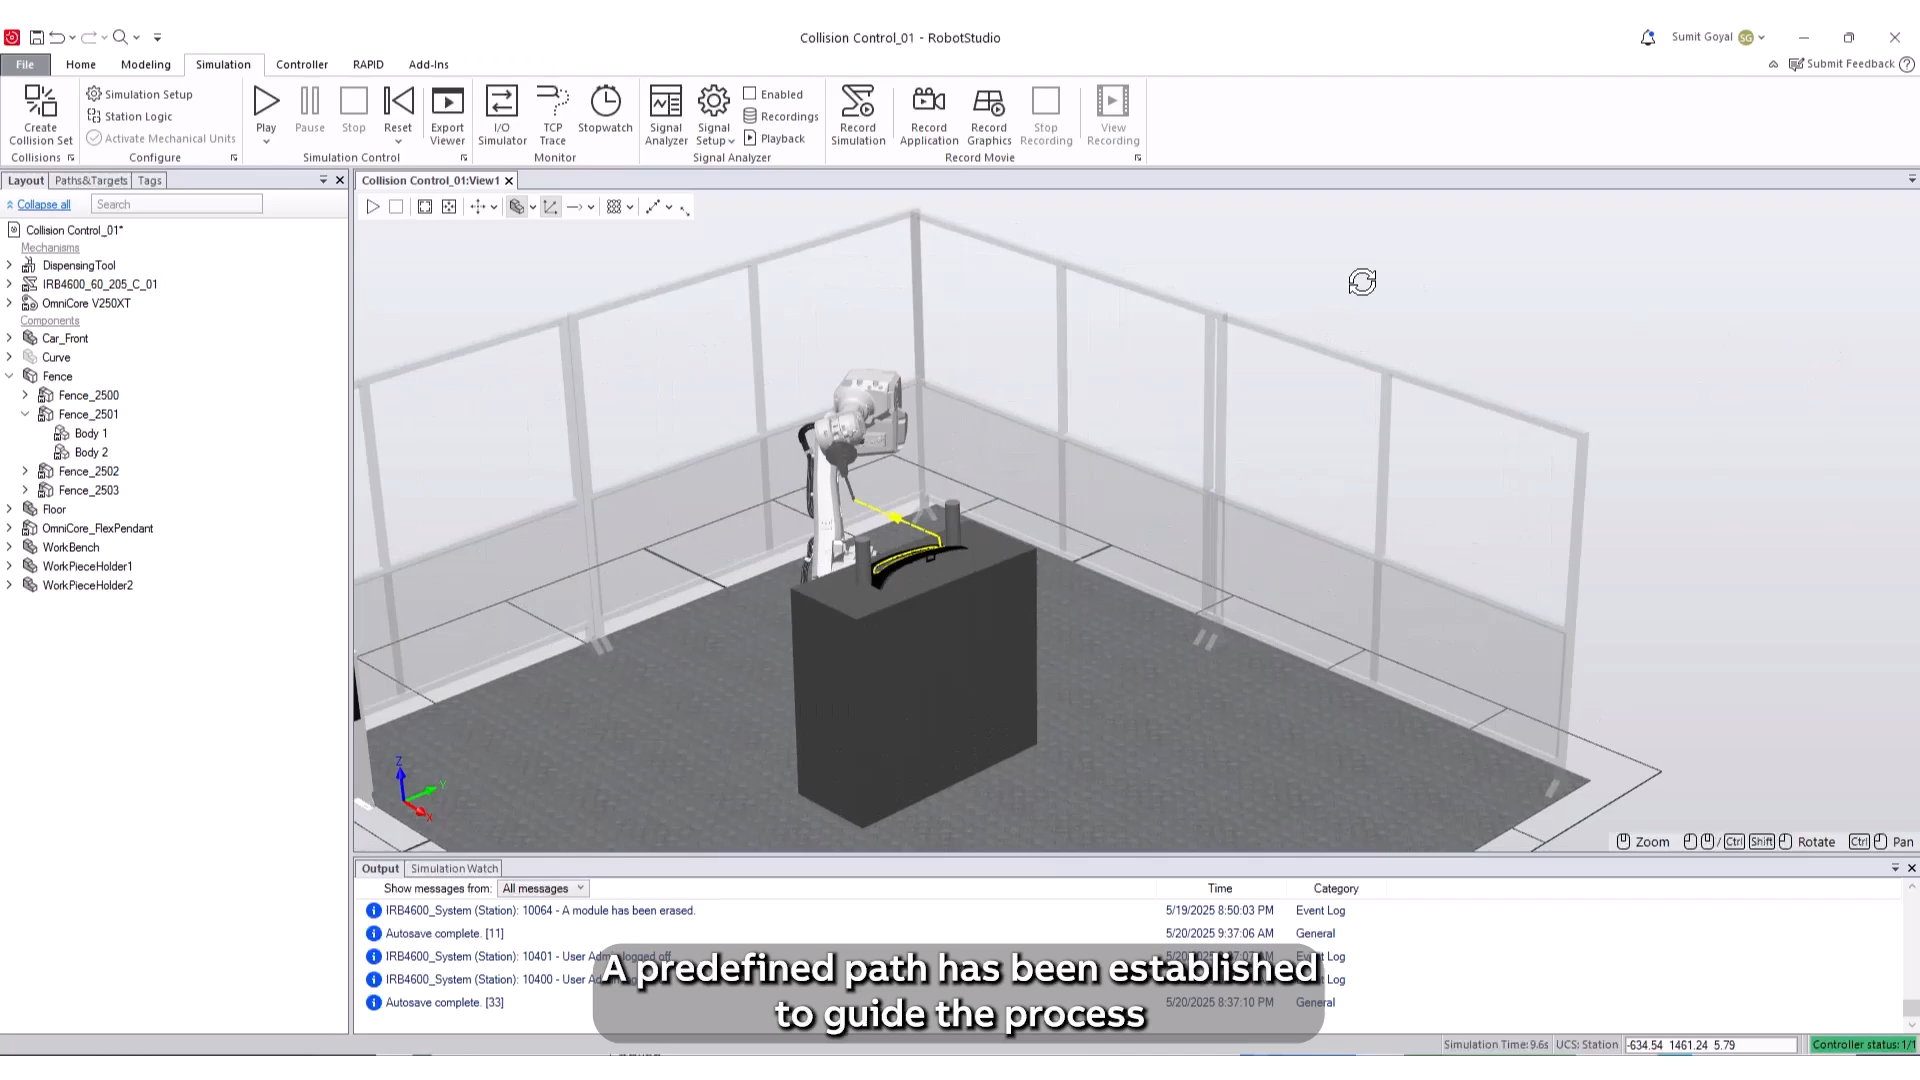 Collision Control_01 - RobotStudio
Sumit Goyal SG
File Home Modeling Simulation Controller RAPID Add-Ins
Submit Feedback
Create Collision Set
Collisions
Simulation Setup
Station Logic
Activate Mechanical Units
Configure
Play Pause Stop Reset Export Viewer
Simulation Control
I/O Simulator TCP Trace Stopwatch
Monitor
Signal Analyzer Signal Setup
Enabled
Recordings
Playback
Signal Analyzer
Record Simulation Record Application Record Graphics Stop Recording View Recording
Record Movie
Layout Paths&Targets Tags
Collision Control_01:View1
Collapse all Search
Collision Control_01*
Mechanisms
DispensingTool
IRB4600_60_205_C_01
OmniCore V250XT
Components
Car_Front
Curve
Fence
Fence_2500
Fence_2501
Body 1
Body 2
Fence_2502
Fence_2503
Floor
OmniCore_FlexPendant
WorkBench
WorkPieceHolder1
WorkPieceHolder2
Z
Y
X
Zoom / Ctrl Shift Rotate Ctrl Pan
Output Simulation Watch
Show messages from: All messages Time Category
IRB4600_System (Station): 10064 - A module has been erased. 5/19/2025 8:50:03 PM Event Log
Autosave complete. [11] 5/20/2025 9:37:06 AM General
IRB4600_System (Station): 10401 - User Admin logged off.
IRB4600_System (Station): 10400 - User
Autosave complete. [33] 5/20/2025 8:37:10 PM General
A predefined path has been established
to guide the process
Simulation Time: 9.6s UCS: Station -634.54 1461.24 5.79 Controller status: 1/1